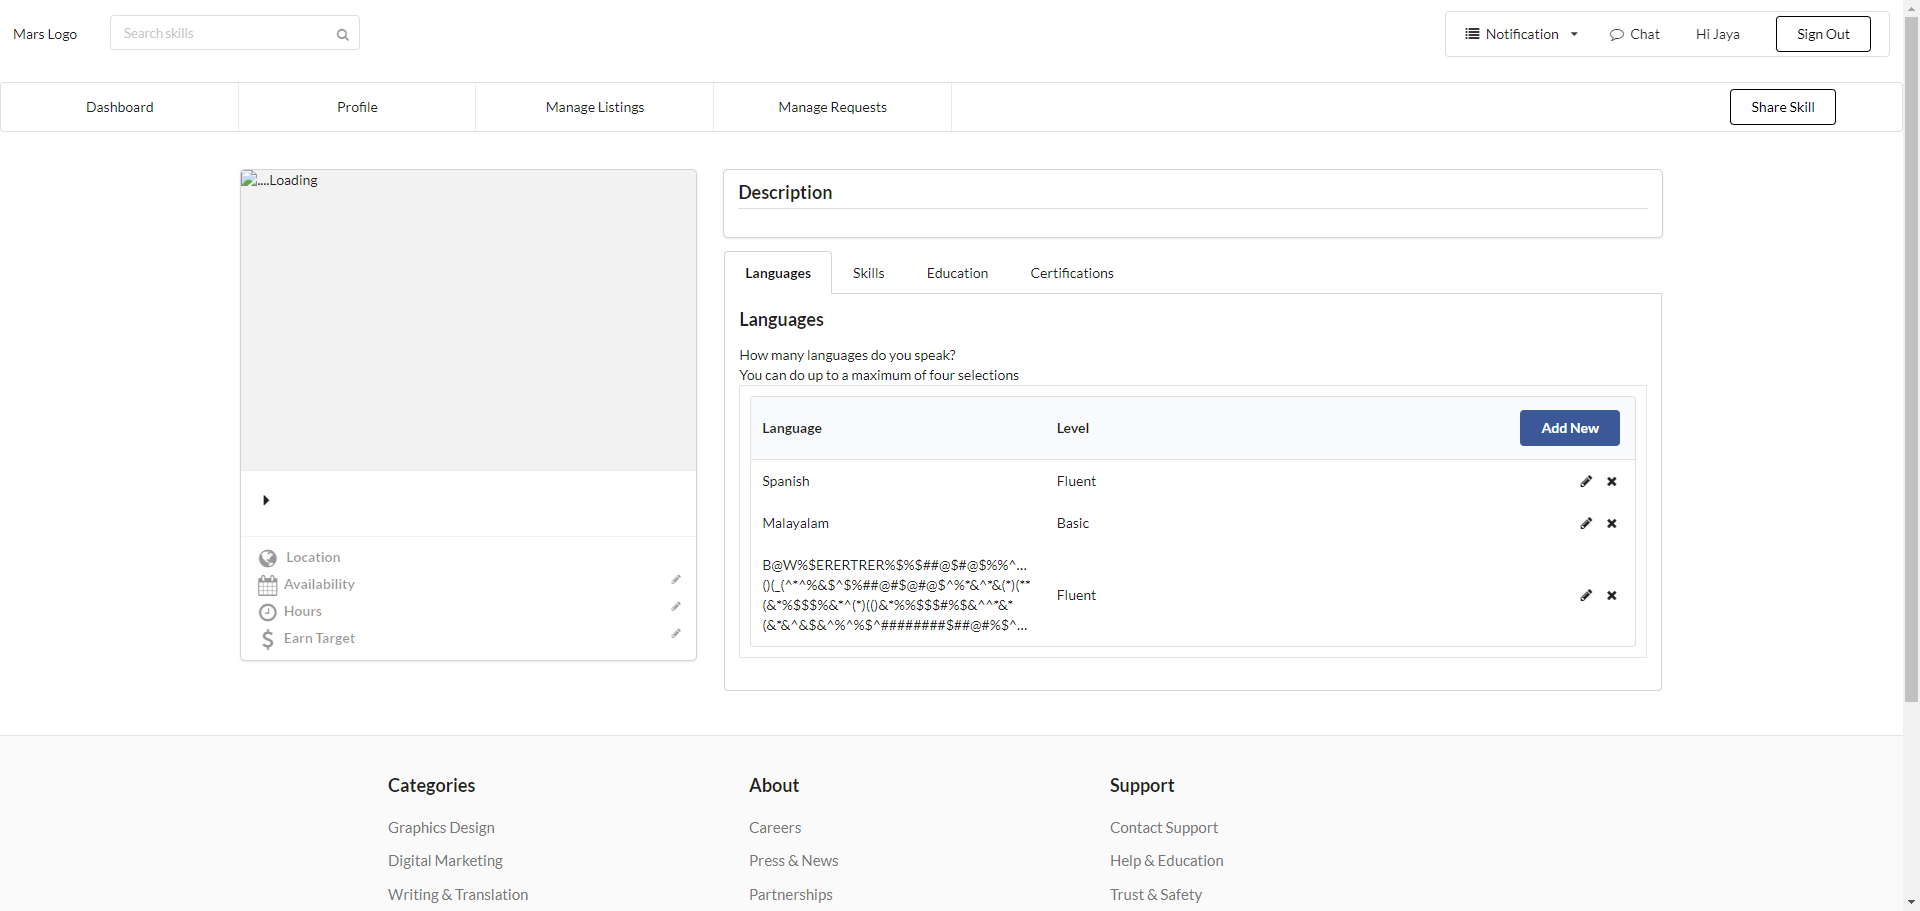 Mars Logo
Search skills
Notification
Chat
Hi Jaya
Sign Out
Dashboard
Profile
Manage Listings
Manage Requests
Share Skill
....Loading
Location
Availability
Hours
Earn Target
Description
Languages
Skills
Education
Certifications
Languages
How many languages do you speak?
You can do up to a maximum of four selections
Language
Level
Add New
Spanish
Fluent
Malayalam
Basic
B@W%$ERERTRER%$%$##@$#@$%%^...
()(_(^*^%&$^$%##@#$@#@$^%*&^*&(*)(**
(&*%$$$%&*^(*)(()&*%%$$$#%$&^^*&*
(&*&^&$&^%^%$^########$##@#%$^...
Fluent
Categories
Graphics Design
Digital Marketing
Writing & Translation
About
Careers
Press & News
Partnerships
Support
Contact Support
Help & Education
Trust & Safety